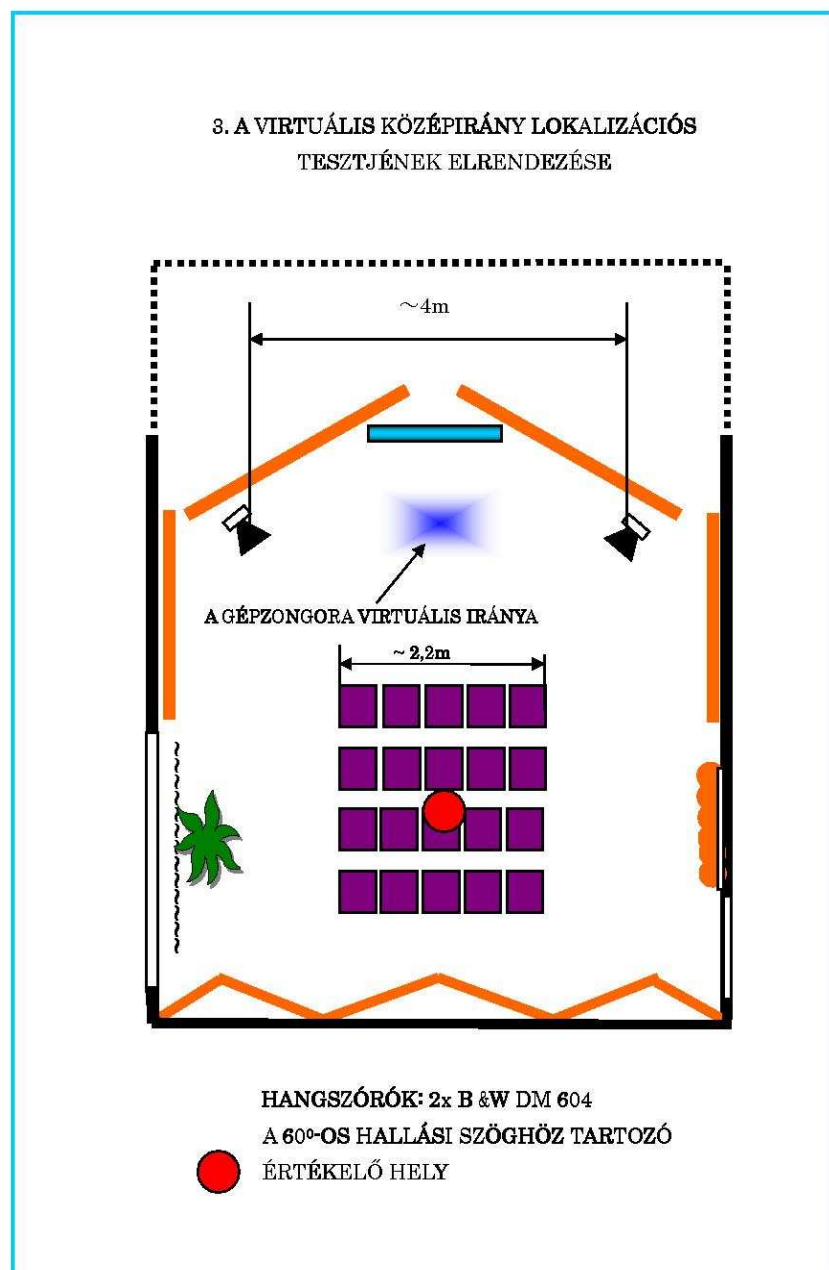 3. A VIRTUÁLIS KÖZÉPIRÁNY LOKALIZÁCIÓS
TESZTJÉNEK ELRENDEZÉSE
~4m
A GÉPZONGORA VIRTUÁLIS IRÁNYA
~ 2,2m
HANGSZÓRÓK: 2x B &W DM 604
A 60º-OS HALLÁSI SZÖGHÖZ TARTOZÓ
ÉRTÉKELŐ HELY